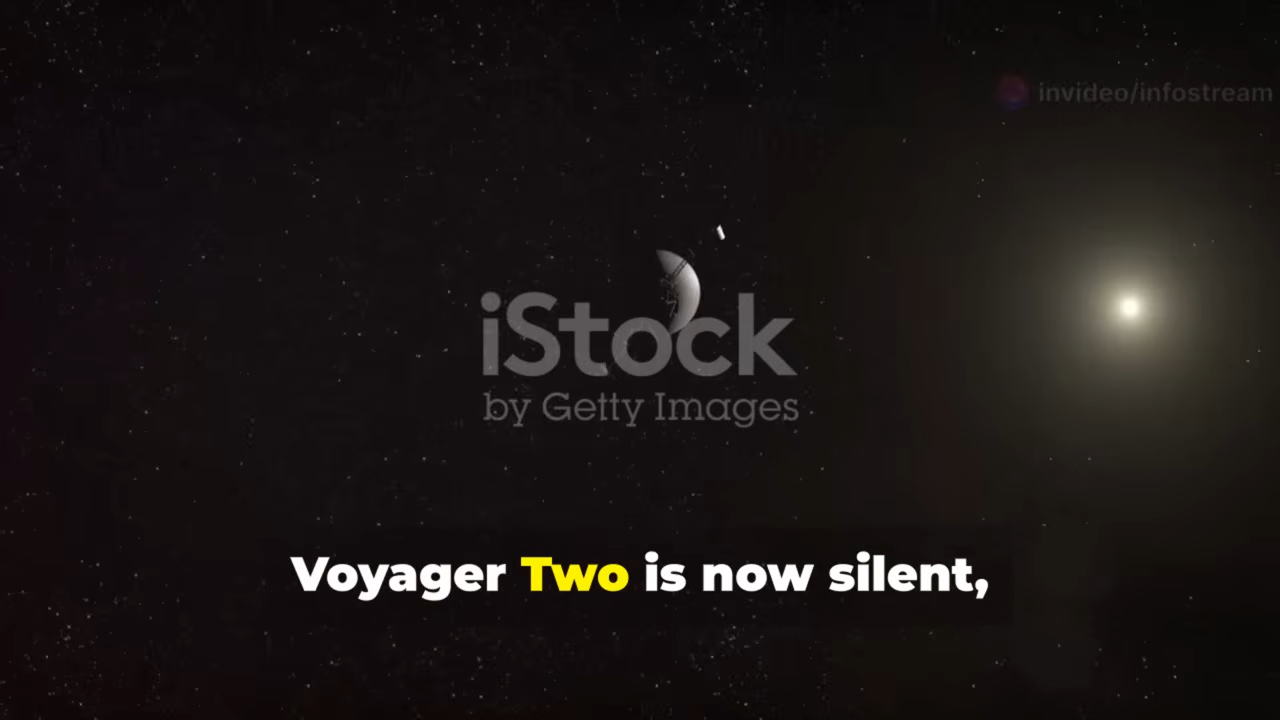 invideo/infostream
iStock
by Getty Images
Voyager Two is now silent,